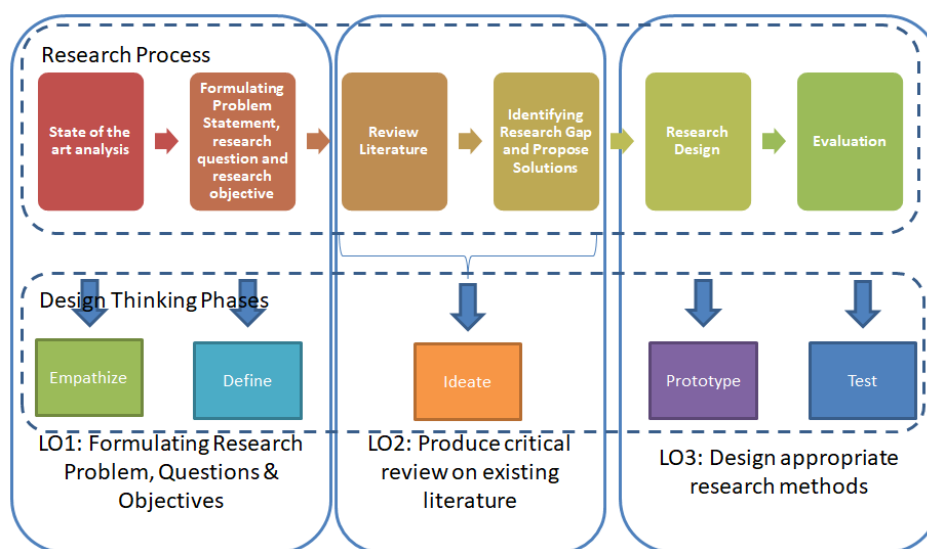 Research Process
State of the
art analysis
Formulating
Problem
Statement,
research
question and
research
objective
Review
Literature
Identifying
Research Gap
and Propose
Solutions
Research
Design
Evaluation
Design Thinking Phases
Empathize
Define
Ideate
Prototype
Test
LO1: Formulating Research
Problem, Questions &
Objectives
LO2: Produce critical
review on existing
literature
LO3: Design appropriate
research methods